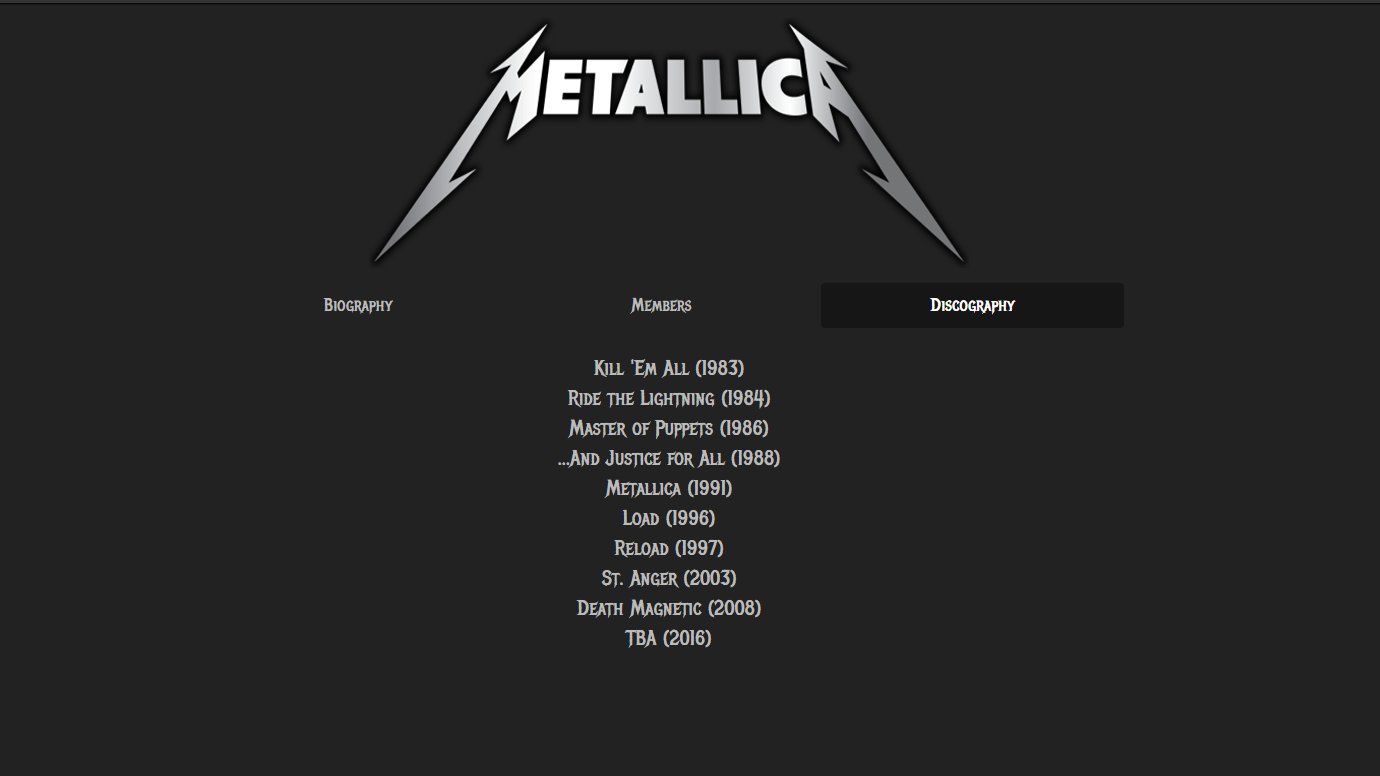 METALLICA
Biography Members Discography
Kill 'Em All (1983)
Ride the Lightning (1984)
Master of Puppets (1986)
...And Justice for All (1988)
Metallica (1991)
Load (1996)
Reload (1997)
St. Anger (2003)
Death Magnetic (2008)
TBA (2016)